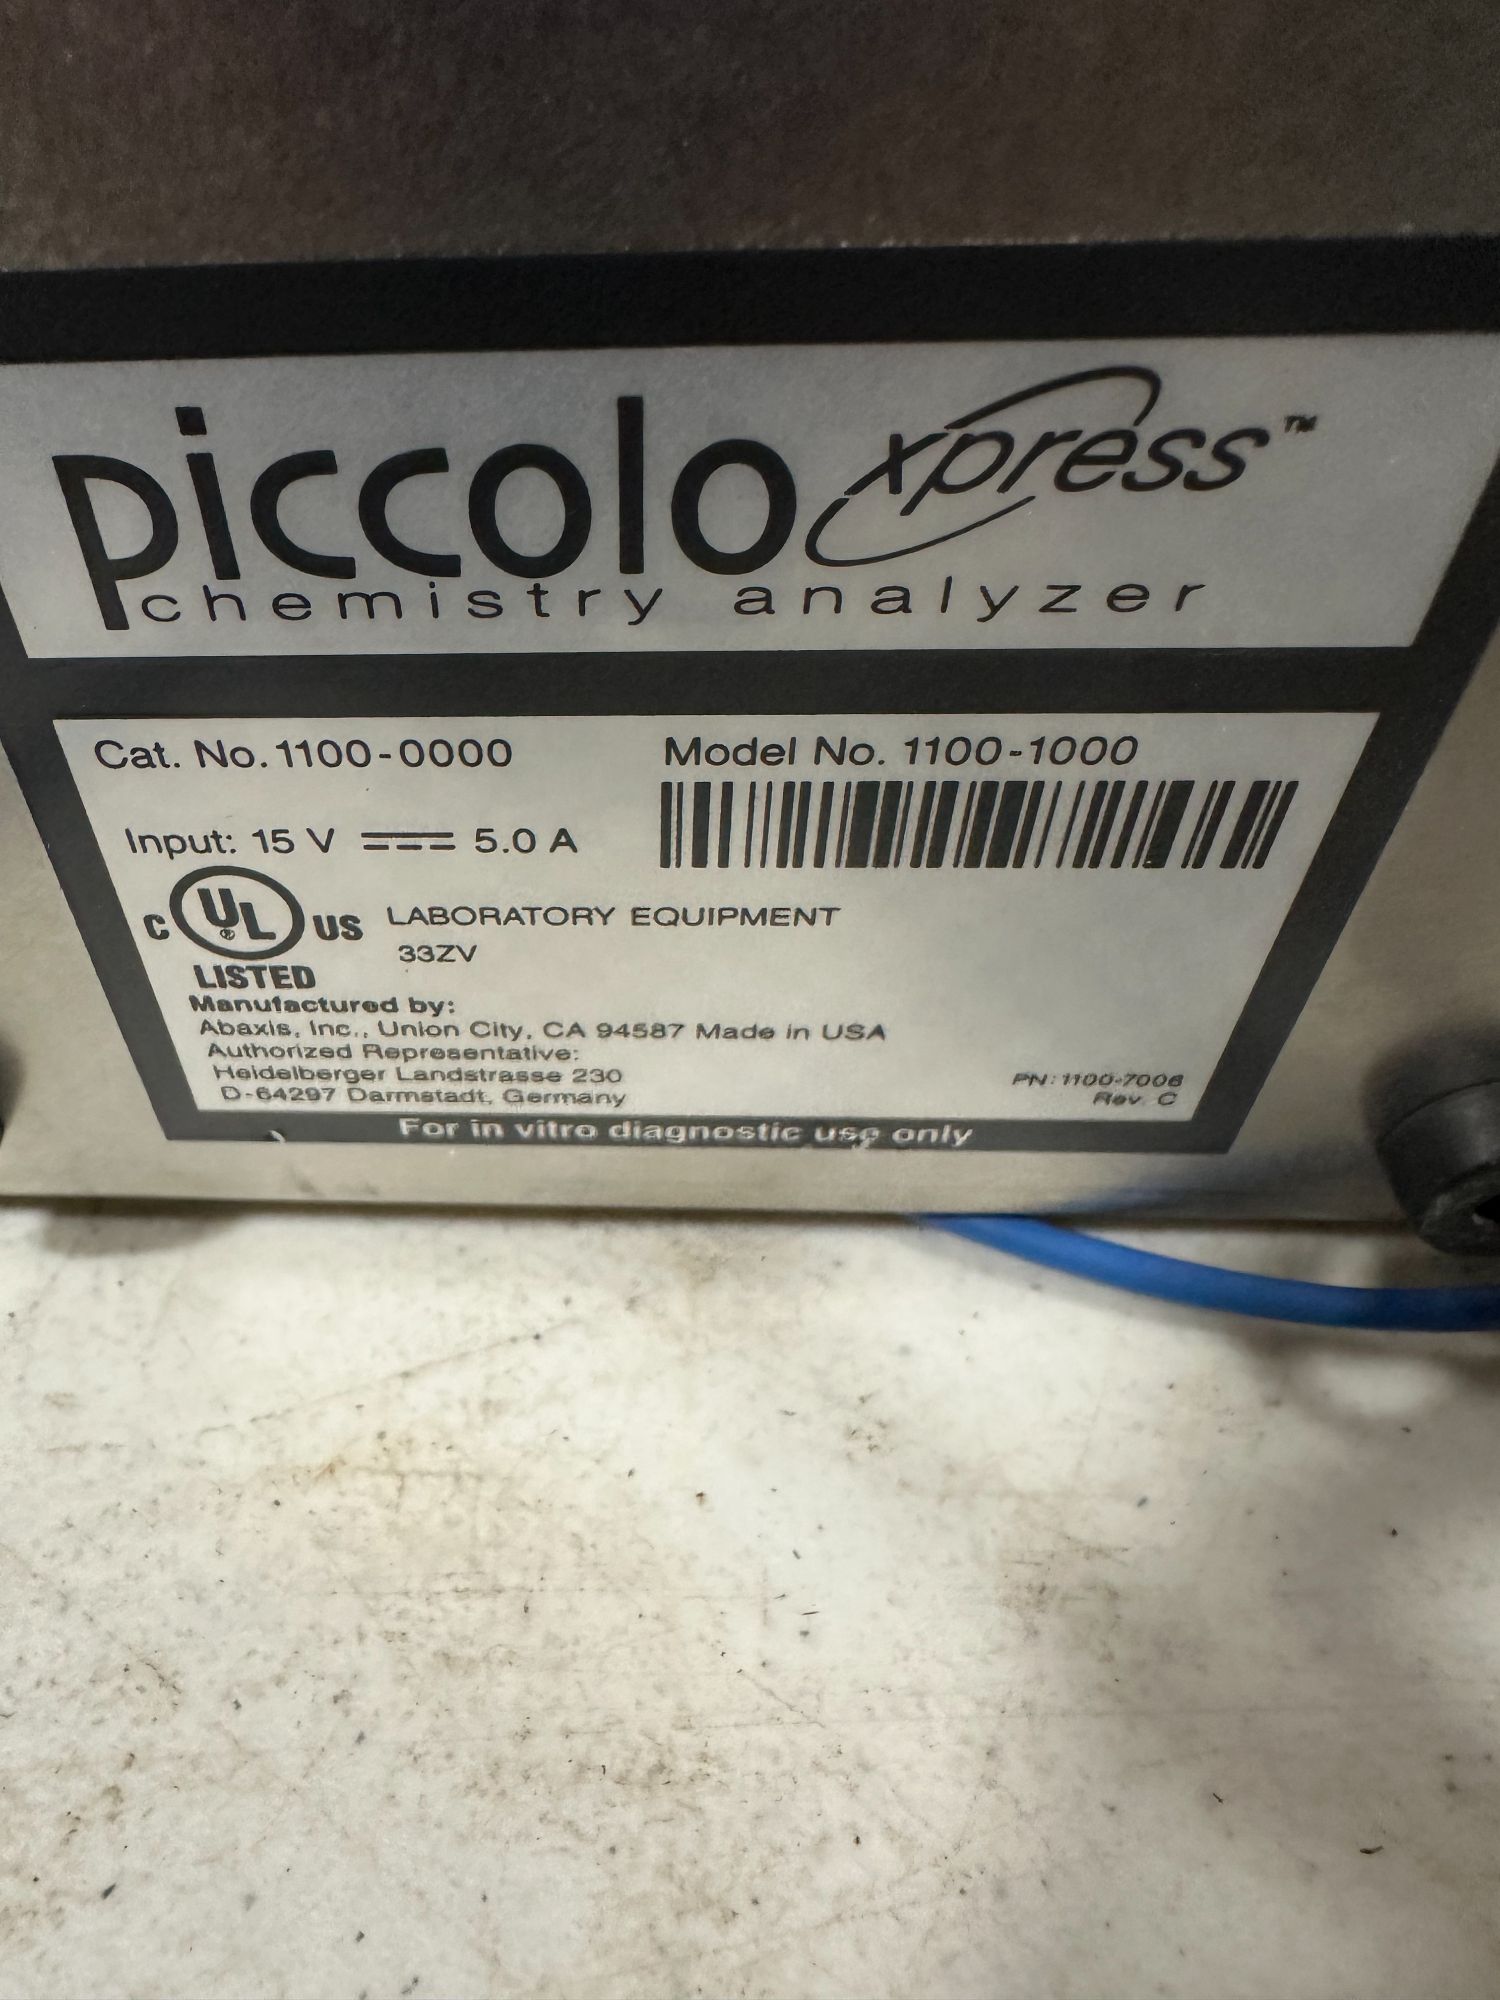 piccolo xpress™
chemistry analyzer
Cat. No. 1100-0000
Model No. 1100-1000
Input: 15 V ⎓ 5.0 A
C UL® US
LISTED
LABORATORY EQUIPMENT
33ZV
Manufactured by:
Abaxis, Inc., Union City, CA 94587 Made in USA
Authorized Representative:
Heidelberger Landstrasse 230
D-64297 Darmstadt, Germany
PN: 1100-7006
Rev. C
For in vitro diagnostic use only